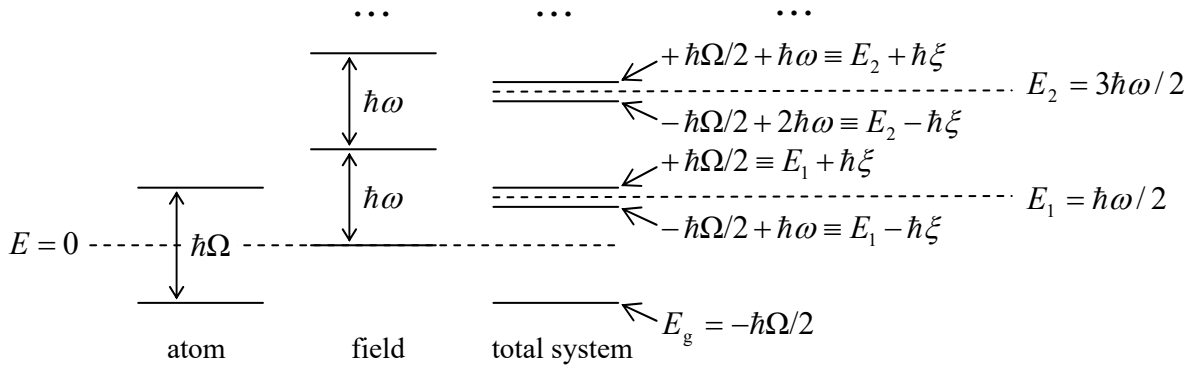 ... ... ...
+ħΩ/2 + ħω ≡ E₂ + ħξ
ħω
E₂ = 3ħω/2
−ħΩ/2 + 2ħω ≡ E₂ − ħξ
+ħΩ/2 ≡ E₁ + ħξ
ħω
E₁ = ħω/2
−ħΩ/2 + ħω ≡ E₁ − ħξ
E = 0
ħΩ
E_g = −ħΩ/2
atom field total system